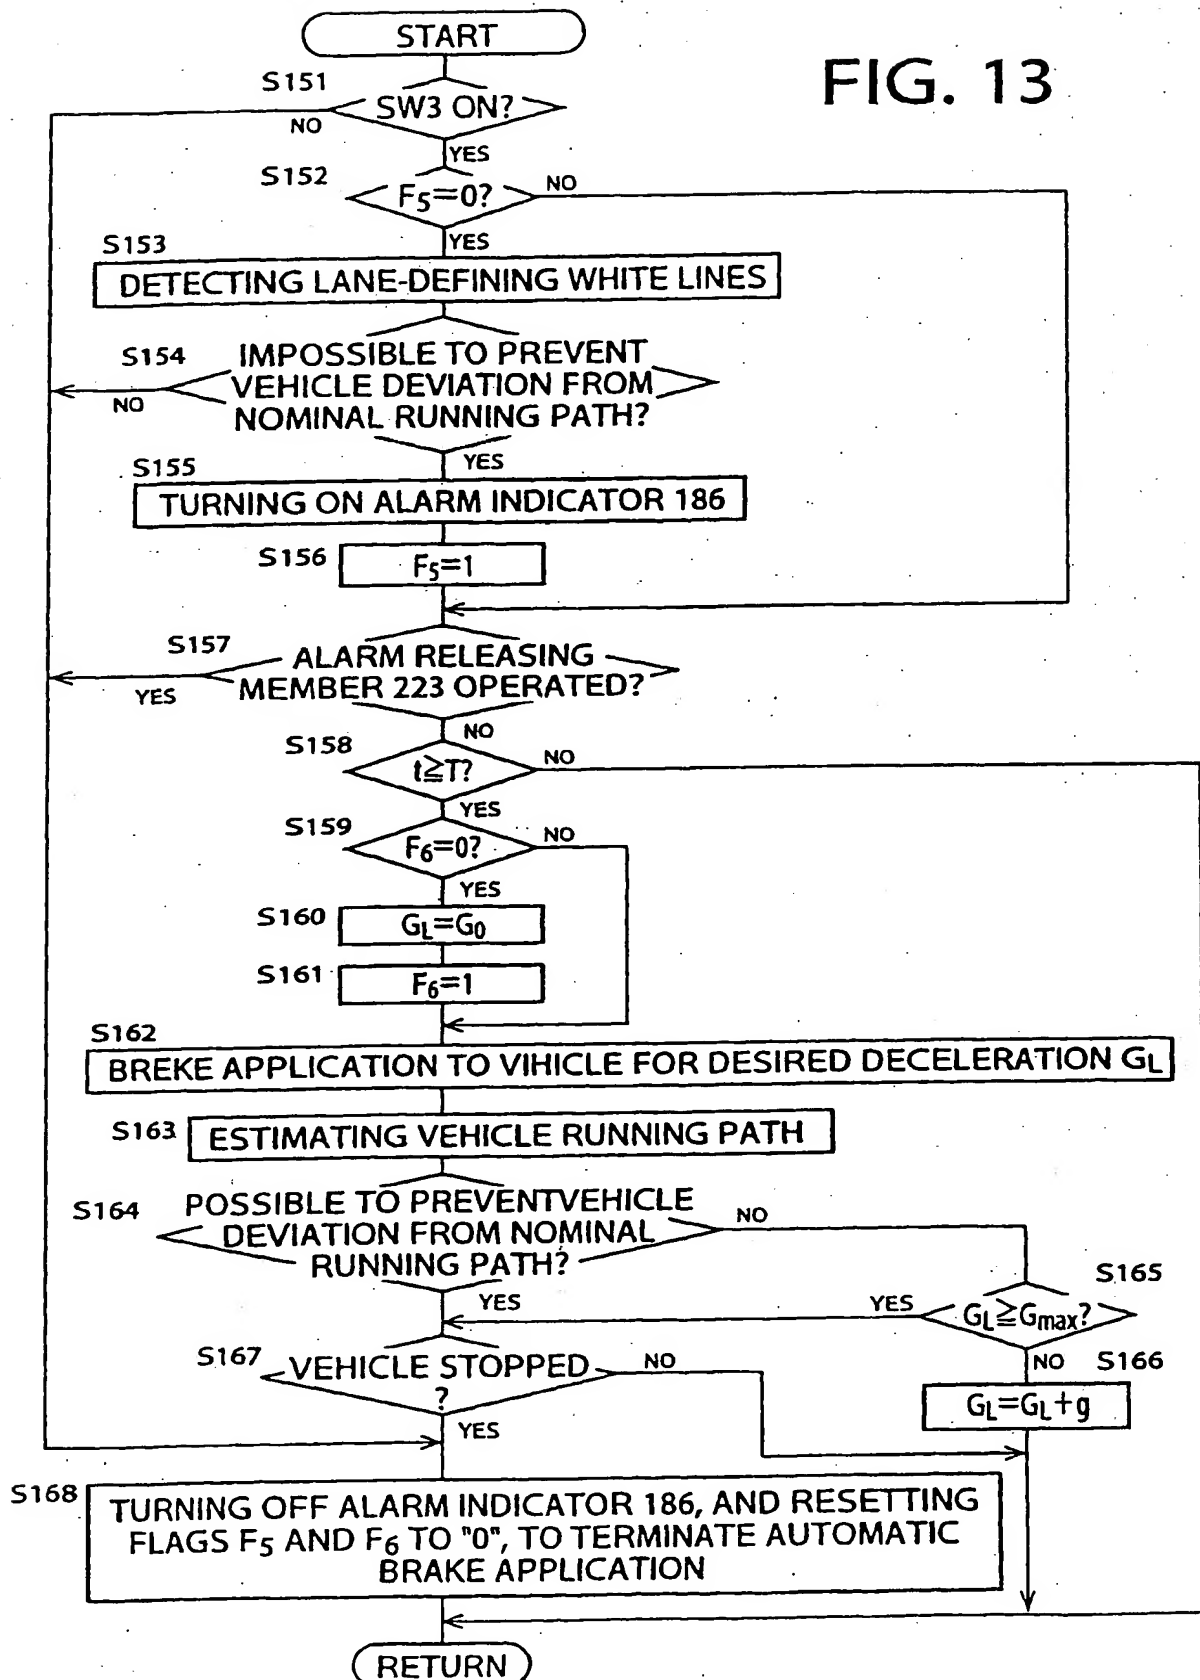 START
FIG. 13
S151
SW3 ON?
NO
YES
S152
F5=0?
NO
YES
S153
DETECTING LANE-DEFINING WHITE LINES
S154
IMPOSSIBLE TO PREVENT
VEHICLE DEVIATION FROM
NOMINAL RUNNING PATH?
NO
YES
S155
TURNING ON ALARM INDICATOR 186
S156
F5=1
S157
ALARM RELEASING
MEMBER 223 OPERATED?
YES
NO
S158
t≧T?
NO
YES
S159
F6=0?
NO
YES
S160
GL=G0
S161
F6=1
S162
BREKE APPLICATION TO VIHICLE FOR DESIRED DECELERATION GL
S163
ESTIMATING VEHICLE RUNNING PATH
S164
POSSIBLE TO PREVENTVEHICLE
DEVIATION FROM NOMINAL
RUNNING PATH?
NO
YES
S165
GL≧Gmax?
YES
NO
S166
GL=GL+g
S167
VEHICLE STOPPED
?
NO
YES
S168
TURNING OFF ALARM INDICATOR 186, AND RESETTING
FLAGS F5 AND F6 TO "0", TO TERMINATE AUTOMATIC
BRAKE APPLICATION
RETURN